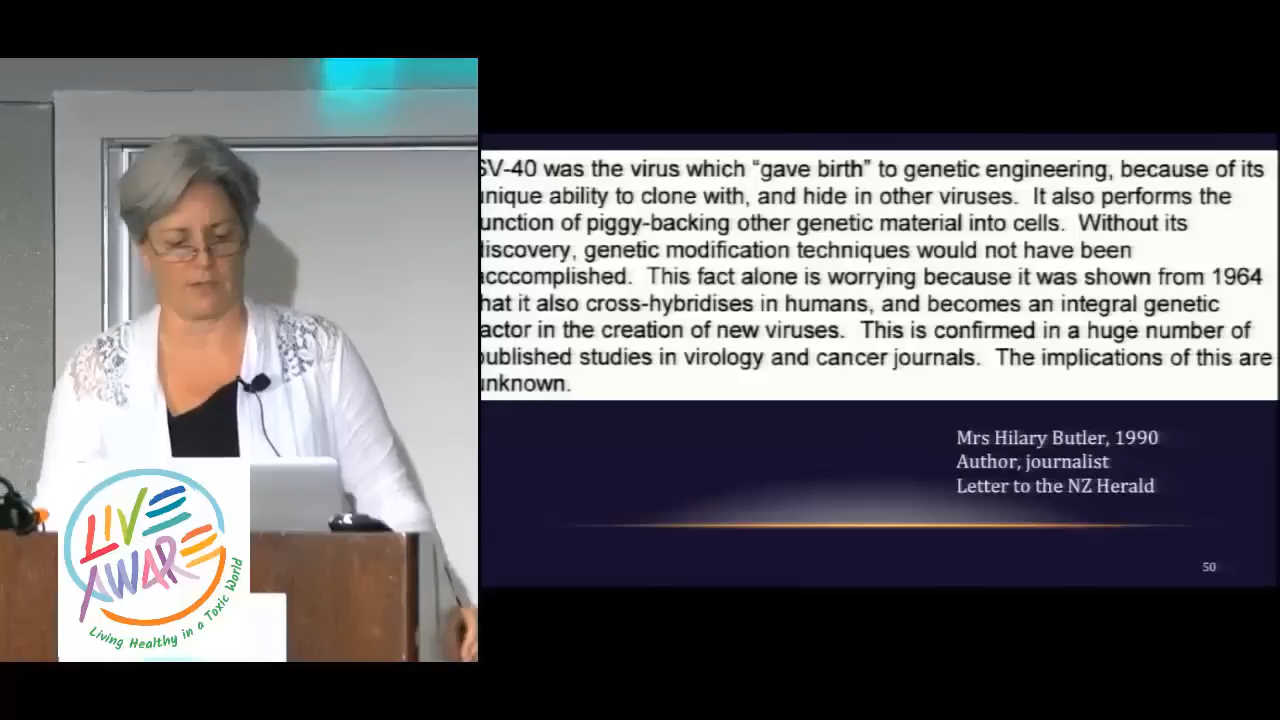 SV-40 was the virus which “gave birth” to genetic engineering, because of its
unique ability to clone with, and hide in other viruses. It also performs the
unction of piggy-backing other genetic material into cells. Without its
discovery, genetic modification techniques would not have been
acccomplished. This fact alone is worrying because it was shown from 1964
hat it also cross-hybridises in humans, and becomes an integral genetic
actor in the creation of new viruses. This is confirmed in a huge number of
published studies in virology and cancer journals. The implications of this are
unknown.
Mrs Hilary Butler, 1990
Author, journalist
Letter to the NZ Herald
50
LIVE
AWARE
Living Healthy in a Toxic World